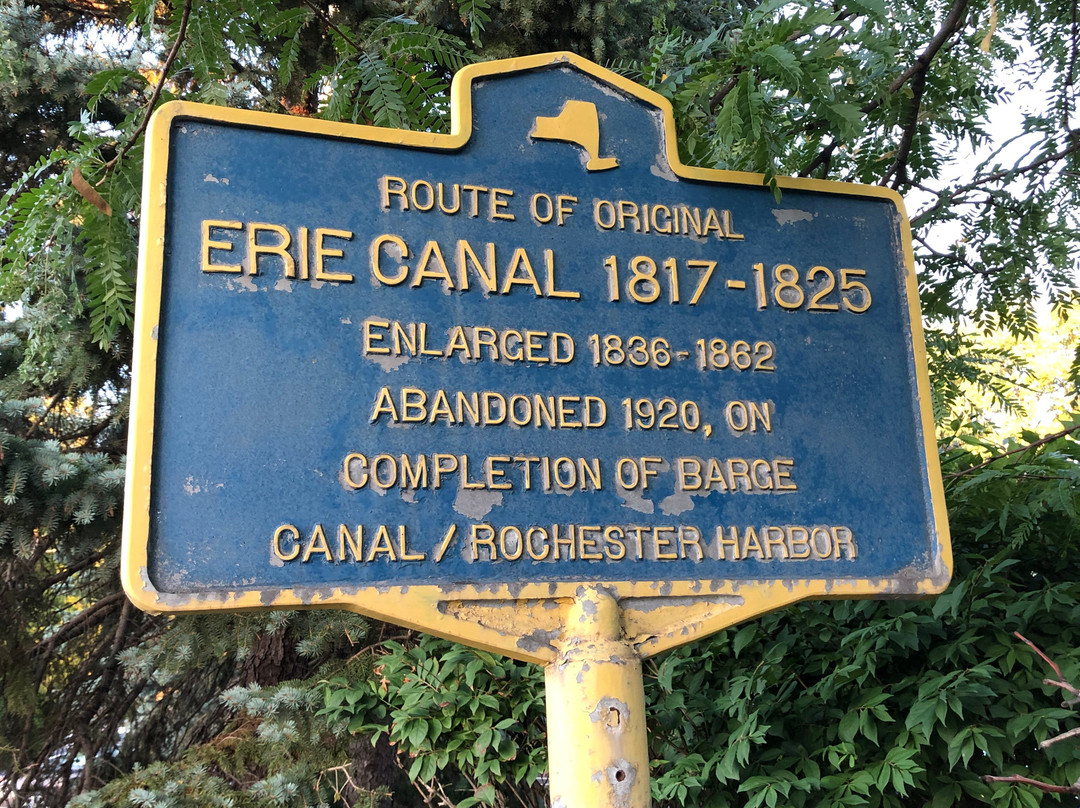 ROUTE OF ORIGINAL
ERIE CANAL 1817-1825
ENLARGED 1836-1862
ABANDONED 1920, ON
COMPLETION OF BARGE
CANAL/ROCHESTER HARBOR